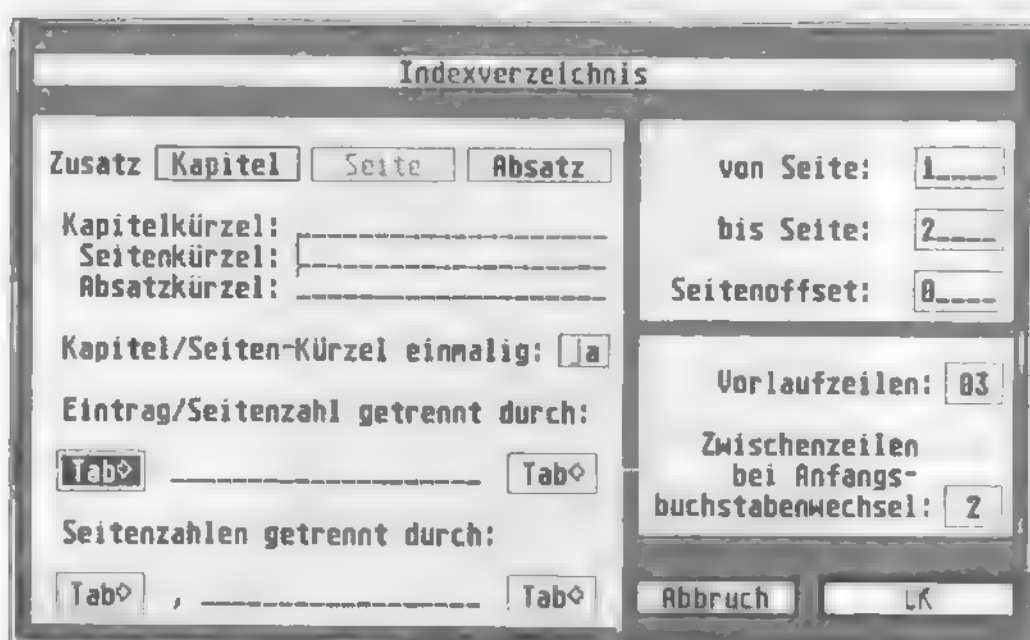 Indexverzeichnis
Zusatz Kapitel Seite Absatz
Kapitelkürzel:
Seitenkürzel:
Absatzkürzel:
Kapitel/Seiten-Kürzel einmalig: ja
Eintrag/Seitenzahl getrennt durch:
Tab◇ Tab◇
Seitenzahlen getrennt durch:
Tab◇ , Tab◇
von Seite: 1
bis Seite: 2
Seitenoffset: 0
Vorlaufzeilen: 03
Zwischenzeilen
bei Anfangs-
buchstabenwechsel: 2
Abbruch